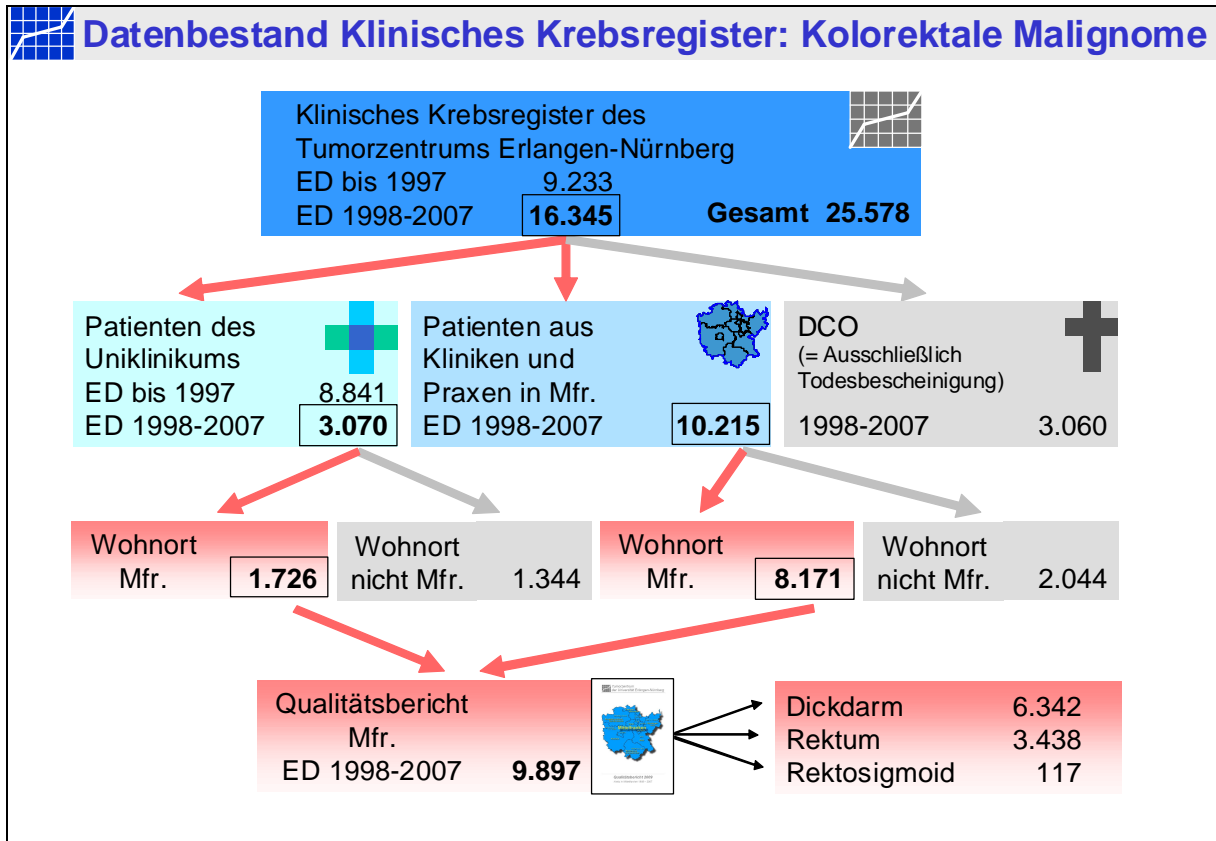 Datenbestand Klinisches Krebsregister: Kolorektale Malignome
Klinisches Krebsregister des
Tumorzentrums Erlangen-Nürnberg
ED bis 1997 9.233
ED 1998-2007 16.345 Gesamt 25.578
Patienten des
Uniklinikums
ED bis 1997 8.841
ED 1998-2007 3.070
Patienten aus
Kliniken und
Praxen in Mfr.
ED 1998-2007 10.215
DCO
(= Ausschließlich
Todesbescheinigung)
1998-2007 3.060
Wohnort
Mfr. 1.726
Wohnort
nicht Mfr. 1.344
Wohnort
Mfr. 8.171
Wohnort
nicht Mfr. 2.044
Qualitätsbericht
Mfr.
ED 1998-2007 9.897
Dickdarm 6.342
Rektum 3.438
Rektosigmoid 117